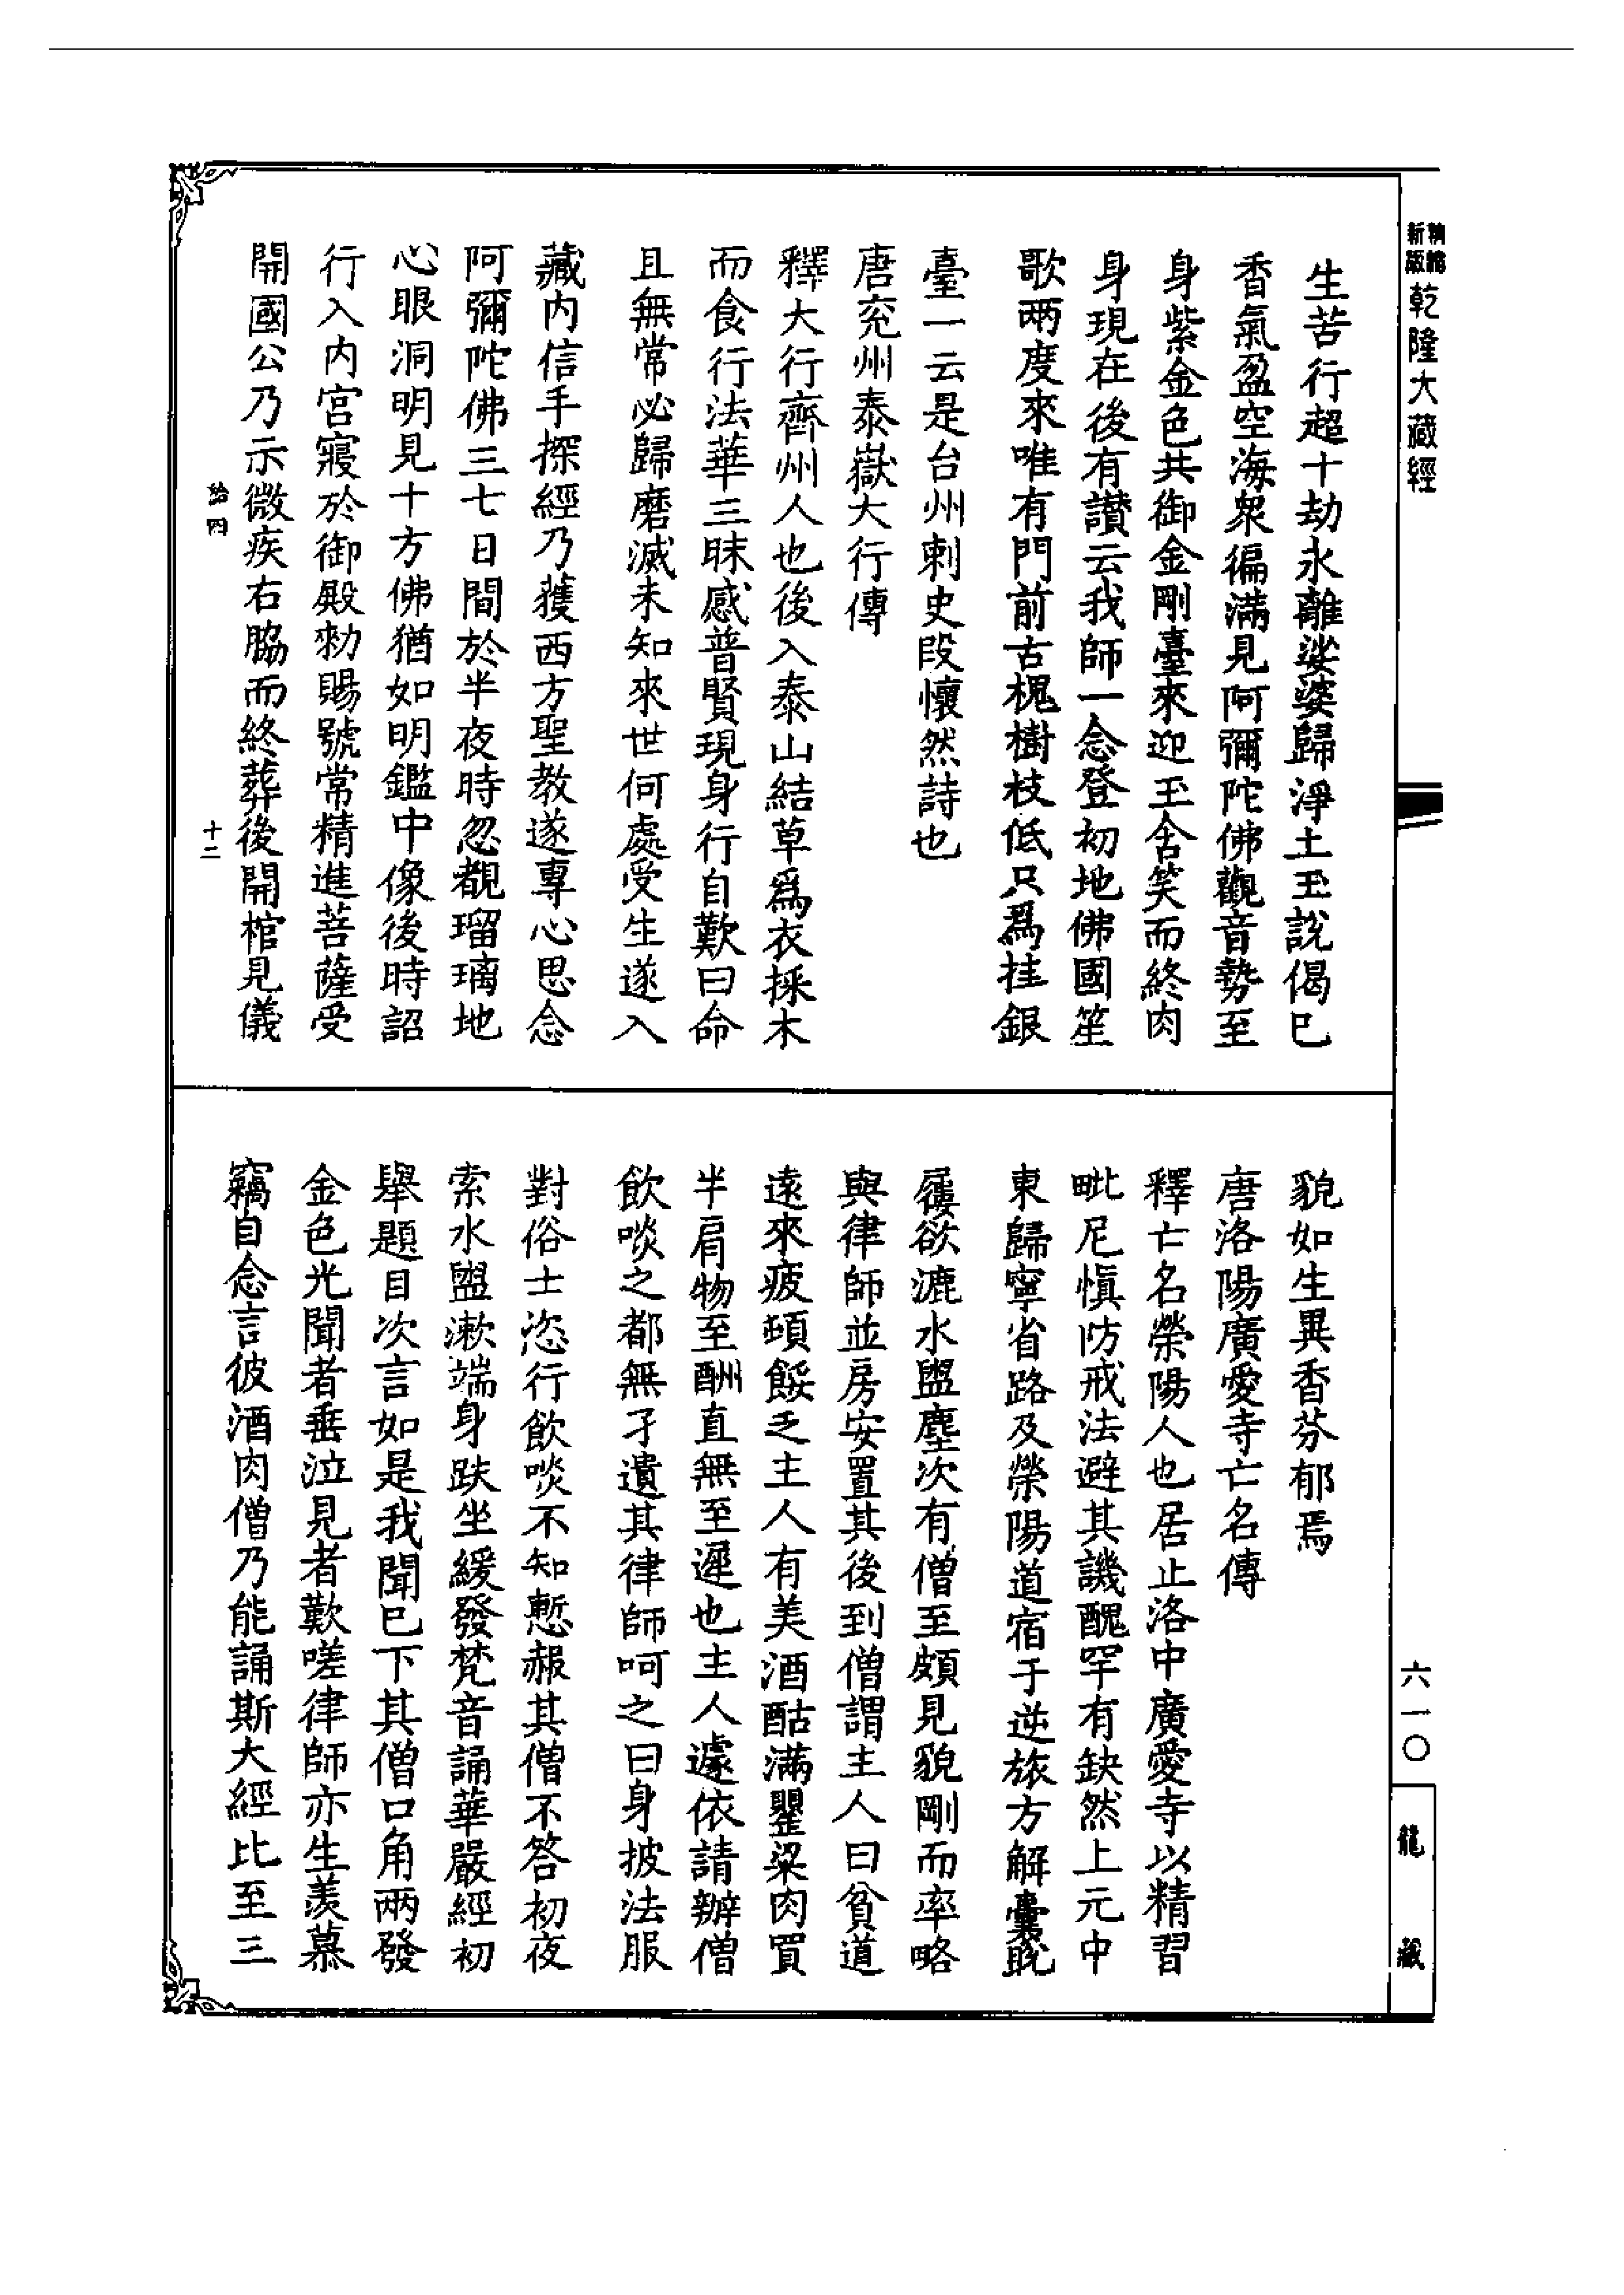 精縮新版乾隆大藏經
生苦行超十劫永離娑婆歸淨土玉說偈已
香氣盈空海衆徧滿見阿彌陀佛觀音勢至
身紫金色共御金剛臺來迎玉含笑而終肉
身現在後有讚云我師一念登初地佛國笙
歌兩度來唯有門前古槐樹枝低只爲挂銀
臺一云是台州刺史段懷然詩也
唐兖州泰嶽大行傳
釋大行齊州人也後入泰山結草爲衣採木
而食行法華三昧感普賢現身行自歎曰命
且無常必歸磨滅未知來世何處受生遂入
藏内信手探經乃獲西方聖教遂專心思念
阿彌陀佛三七日間於半夜時忽覩瑠璃地
心眼洞明見十方佛猶如明鑑中像後時詔
行入内宫寢於御殿勑賜號常精進菩薩受
開國公乃示微疾右脇而終葬後開棺見儀
給四
十二
貌如生異香芬郁焉
唐洛陽廣愛寺亡名傳
釋亡名榮陽人也居止洛中廣愛寺以精習
毗尼愼防戒法避其譏醜罕有缺然上元中
東歸寧省路及榮陽道宿于逆旅方解囊脫
屨欲漉水盥塵次有僧至頗見貌剛而率略
與律師並房安置其後到僧謂主人曰貧道
遠來疲頓餒乏主人有美酒酤滿罌粱肉買
半肩物至酬直無至遲也主人遽依請辦僧
飲啖之都無孑遺其律師呵之曰身披法服
對俗士恣行飲啖不知慙赧其僧不答初夜
索水盥漱端身趺坐緩發梵音誦華嚴經初
舉題目次言如是我聞已下其僧口角兩發
金色光聞者垂泣見者歎嗟律師亦生羨慕
竊自念言彼酒肉僧乃能誦斯大經比至三
六一〇
龍藏